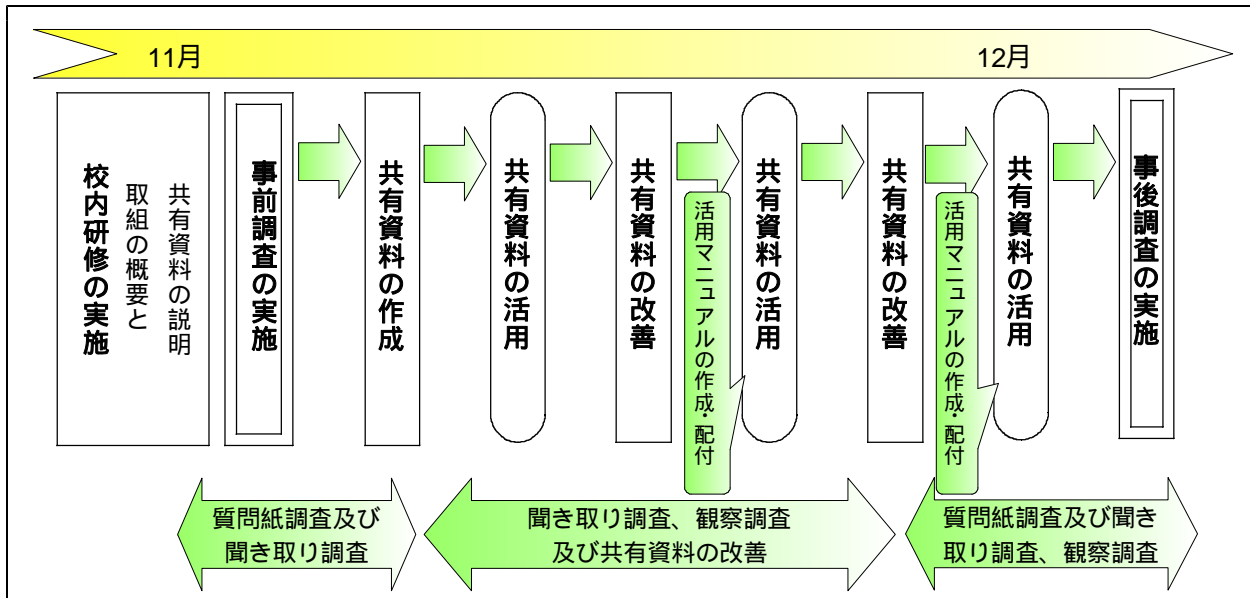 11月
12月
校内研修の実施
取組の概要と
共有資料の説明
事前調査の実施
共有資料の作成
共有資料の活用
共有資料の改善
活用マニュアルの作成・配付
共有資料の活用
共有資料の改善
活用マニュアルの作成・配付
共有資料の活用
事後調査の実施
質問紙調査及び
聞き取り調査
聞き取り調査、観察調査
及び共有資料の改善
質問紙調査及び聞き
取り調査、観察調査